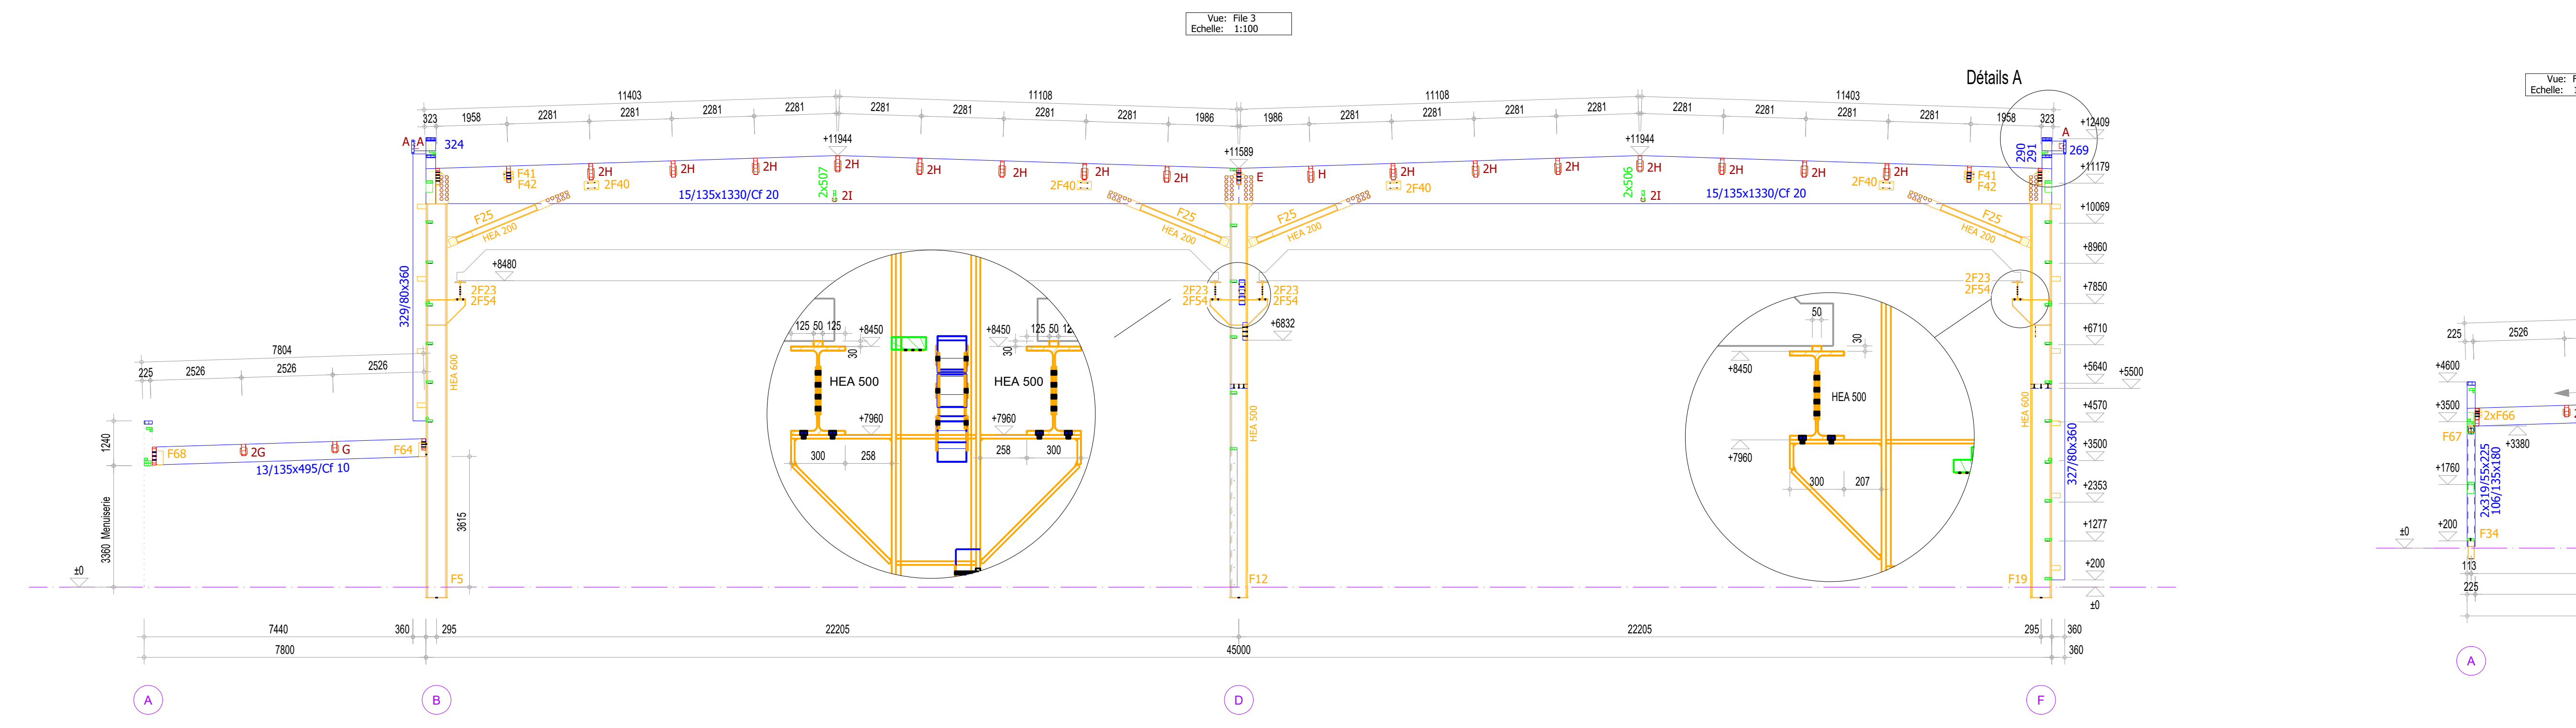 Vue: File 3
Echelle: 1:100
Détails A
Vue: F
Echelle: 1
11403 11108 11108 11403
323 1958 2281 2281 2281 2281 2281 2281 2281 2281 1986 1986 2281 2281 2281 2281 2281 2281 2281 2281 1958 323
+12409
A A 324
+11944 +11589 +11944
A
290
291
269
+11179
F41
F42
2H 2H 2H 2H 2H 2H 2H 2H E H 2H 2H 2H 2H 2H 2H 2H
F41
F42
2F40 2F40 2F40 2F40
15/135x1330/Cf 20
2x507
2I
2x506
2I
15/135x1330/Cf 20
F25
HEA 200
F25
HEA 200
F25
HEA 200
F25
HEA 200
+10069
+8960
+8480
329/80x360
2F23
2F54
2F23
2F54
2F23
2F54
2F23
2F54
+7850
+6832
+6710
+5640
+5500
+4570
+3500
+2353
+1277
+200
±0
125 50 125
+8450
30
HEA 500
+7960
300 258
+8450
125 50
30
HEA 500
+7960
258 300
50
30
+8450
HEA 500
+7960
300 207
7804
225 2526 2526 2526
HEA 600
HEA 500
HEA 600
327/80x360
1240
F68 2G G F64
13/135x495/Cf 10
3360 Menuiserie
3615
±0
F5 F12 F19
7440 360 295 22205 22205 295 360
7800 45000 360
A B D F
225 2526
+4600
+3500
2xF66
F67
+3380
+1760
2x319/55x225
106/135x180
+200
F34
±0
113
225
A